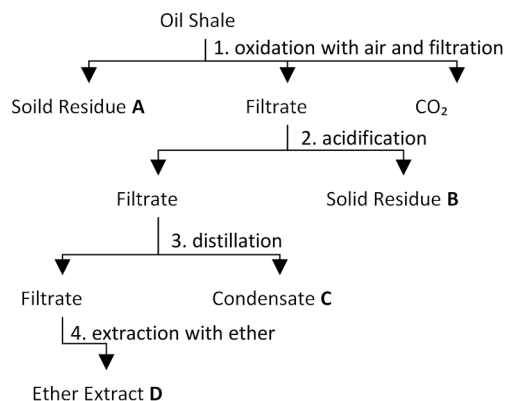 Oil Shale
1. oxidation with air and filtration
Soild Residue A
Filtrate
CO₂
2. acidification
Filtrate
Solid Residue B
3. distillation
Filtrate
Condensate C
4. extraction with ether
Ether Extract D